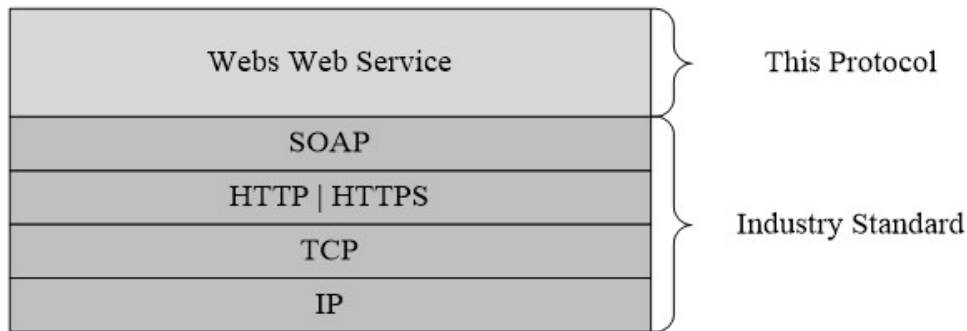 Webs Web Service
This Protocol
SOAP
HTTP | HTTPS
Industry Standard
TCP
IP